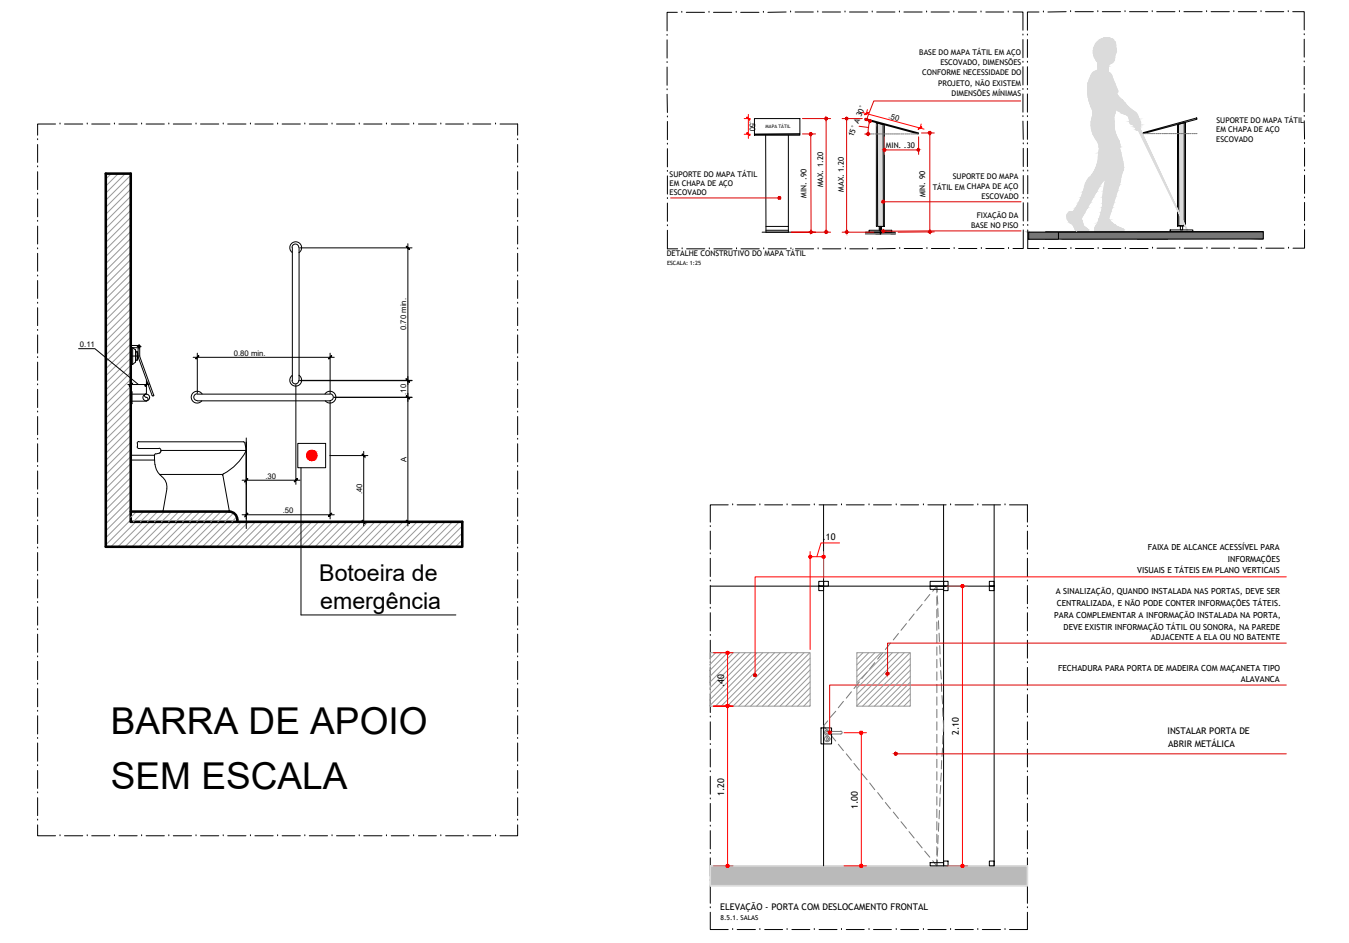 0.11
0.80 min.
0.70 min.
.10
A
.30
.40
.50
Botoeira de
emergência
BARRA DE APOIO
SEM ESCALA
BASE DO MAPA TÁTIL EM AÇO
ESCOVADO, DIMENSÕES
CONFORME NECESSIDADE DO
PROJETO, NÃO EXISTEM
DIMENSÕES MÍNIMAS
MAPA TÁTIL
.50
MIN. .30
SUPORTE DO MAPA TÁTIL
EM CHAPA DE AÇO
ESCOVADO
MIN. .90
MAX. 1.20
MAX. 1.20
MIN. 90
SUPORTE DO MAPA
TÁTIL EM CHAPA DE AÇO
ESCOVADO
FIXAÇÃO DA
BASE NO PISO
DETALHE CONSTRUTIVO DO MAPA TÁTIL
ESCALA: 1:25
SUPORTE DO MAPA TÁTIL
EM CHAPA DE AÇO
ESCOVADO
.10
FAIXA DE ALCANCE ACESSÍVEL PARA
INFORMAÇÕES
VISUAIS E TÁTEIS EM PLANO VERTICAIS
A SINALIZAÇÃO, QUANDO INSTALADA NAS PORTAS, DEVE SER
CENTRALIZADA, E NÃO PODE CONTER INFORMAÇÕES TÁTEIS.
PARA COMPLEMENTAR A INFORMAÇÃO INSTALADA NA PORTA,
DEVE EXISTIR INFORMAÇÃO TÁTIL OU SONORA, NA PAREDE
ADJACENTE A ELA OU NO BATENTE
FECHADURA PARA PORTA DE MADEIRA COM MAÇANETA TIPO
ALAVANCA
INSTALAR PORTA DE
ABRIR METÁLICA
.40
1.20
1.00
2.10
ELEVAÇÃO - PORTA COM DESLOCAMENTO FRONTAL
8.5.1. SALAS